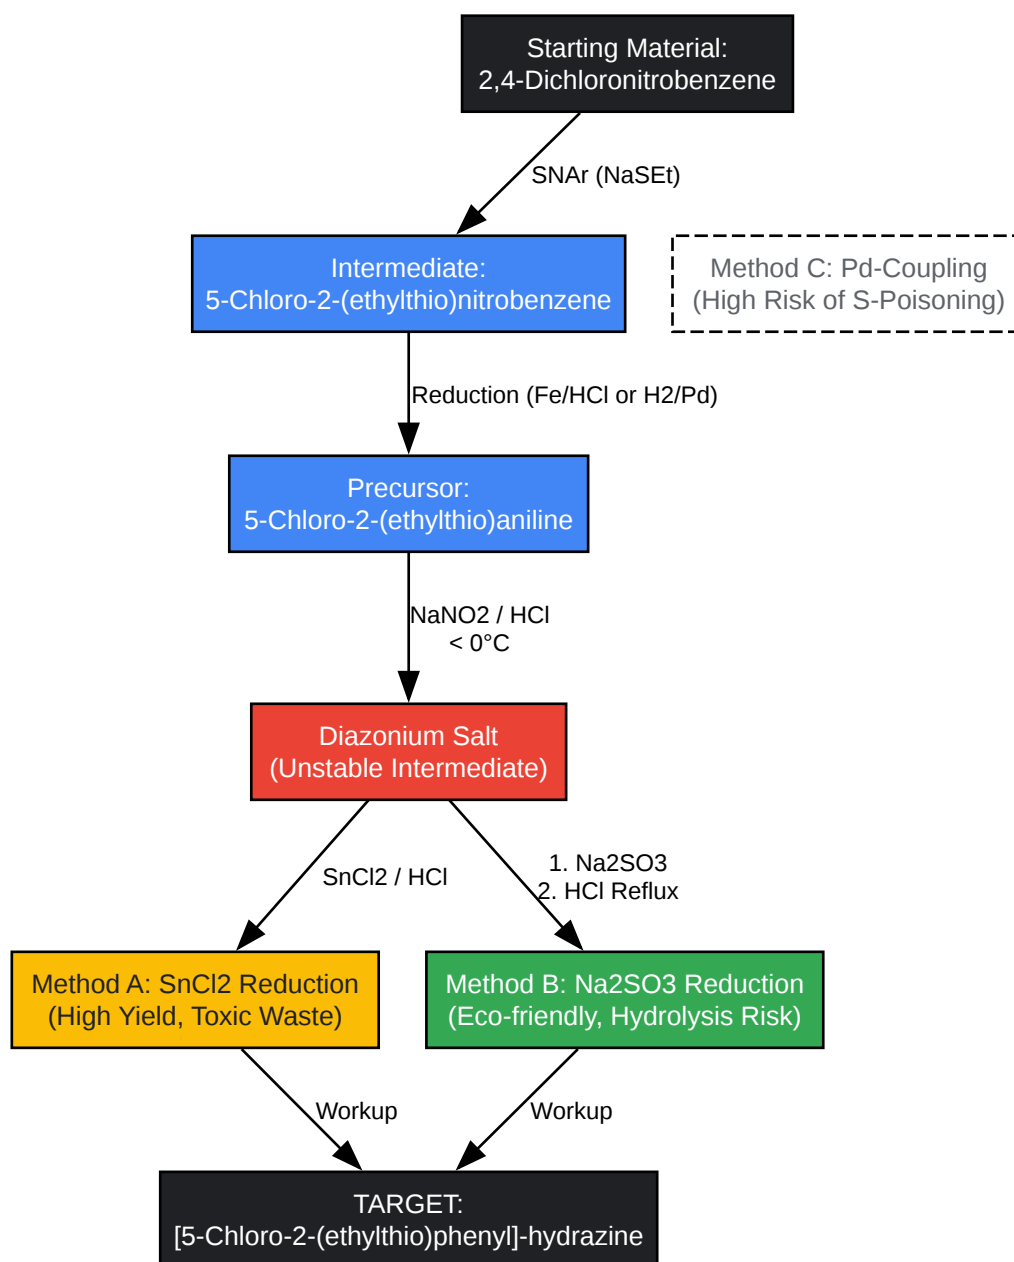 Starting Material:
2,4-Dichloronitrobenzene
SNAr (NaSEt)
Intermediate:
5-Chloro-2-(ethylthio)nitrobenzene
Method C: Pd-Coupling
(High Risk of S-Poisoning)
Reduction (Fe/HCl or H2/Pd)
Precursor:
5-Chloro-2-(ethylthio)aniline
NaNO2 / HCl
< 0°C
Diazonium Salt
(Unstable Intermediate)
SnCl2 / HCl
1. Na2SO3
2. HCl Reflux
Method A: SnCl2 Reduction
(High Yield, Toxic Waste)
Method B: Na2SO3 Reduction
(Eco-friendly, Hydrolysis Risk)
Workup
Workup
TARGET:
[5-Chloro-2-(ethylthio)phenyl]-hydrazine